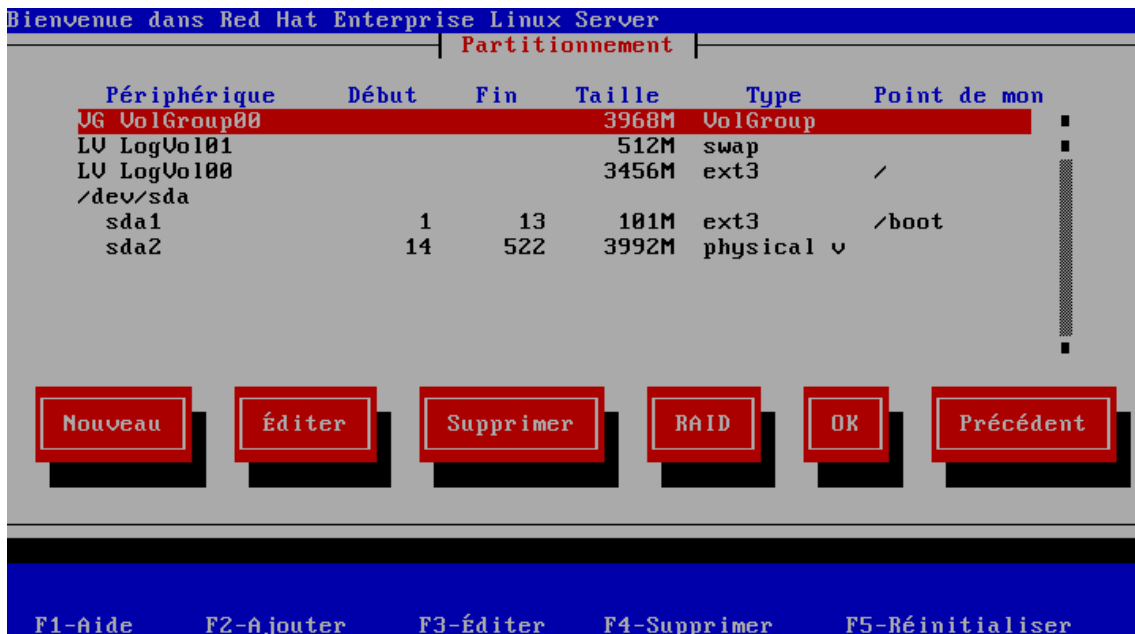 Bienvenue dans Red Hat Enterprise Linux Server
Partitionnement
Périphérique Début Fin Taille Type Point de mon
VG VolGroup00 3968M VolGroup
LV LogVol01 512M swap
LV LogVol00 3456M ext3 /
/dev/sda
sda1 1 13 101M ext3 /boot
sda2 14 522 3992M physical v
Nouveau Éditer Supprimer RAID OK Précédent
F1-Aide F2-Ajouter F3-Éditer F4-Supprimer F5-Réinitialiser